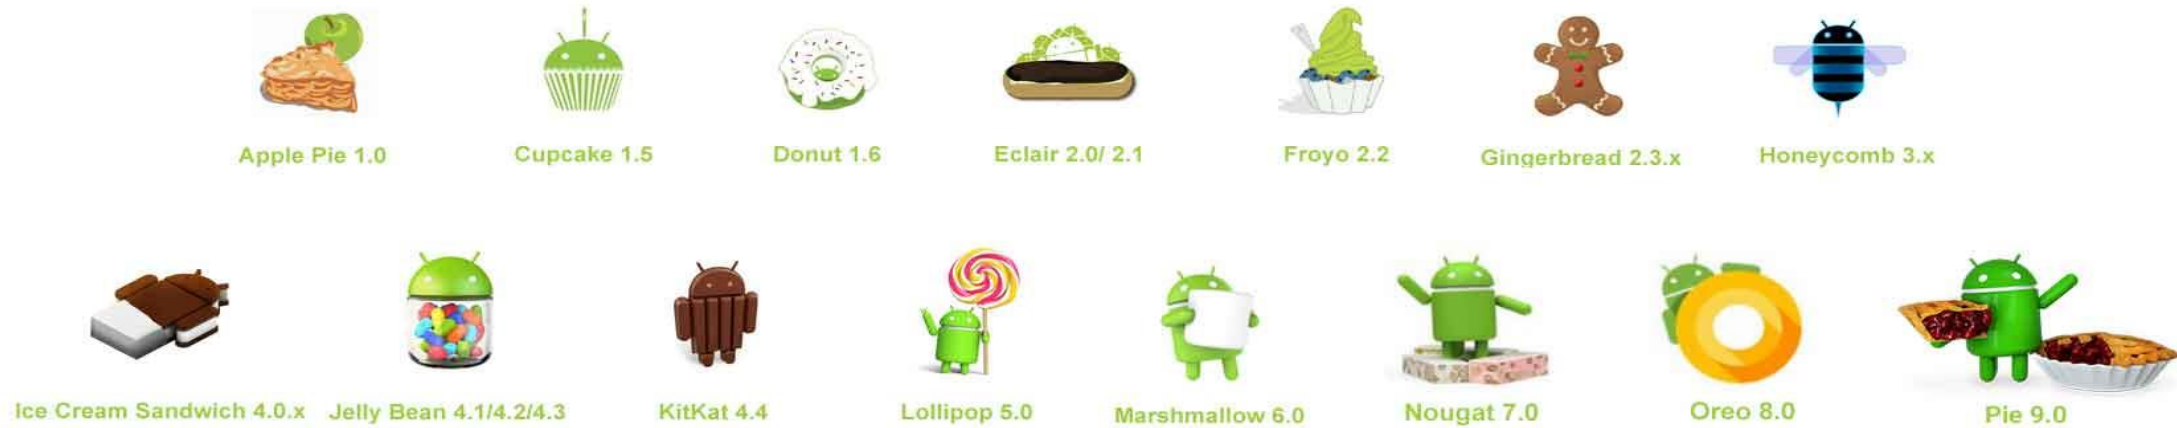 Apple Pie 1.0
Cupcake 1.5
Donut 1.6
Eclair 2.0/ 2.1
Froyo 2.2
Gingerbread 2.3.x
Honeycomb 3.x
Ice Cream Sandwich 4.0.x
Jelly Bean 4.1/4.2/4.3
KitKat 4.4
Lollipop 5.0
Marshmallow 6.0
Nougat 7.0
Oreo 8.0
Pie 9.0